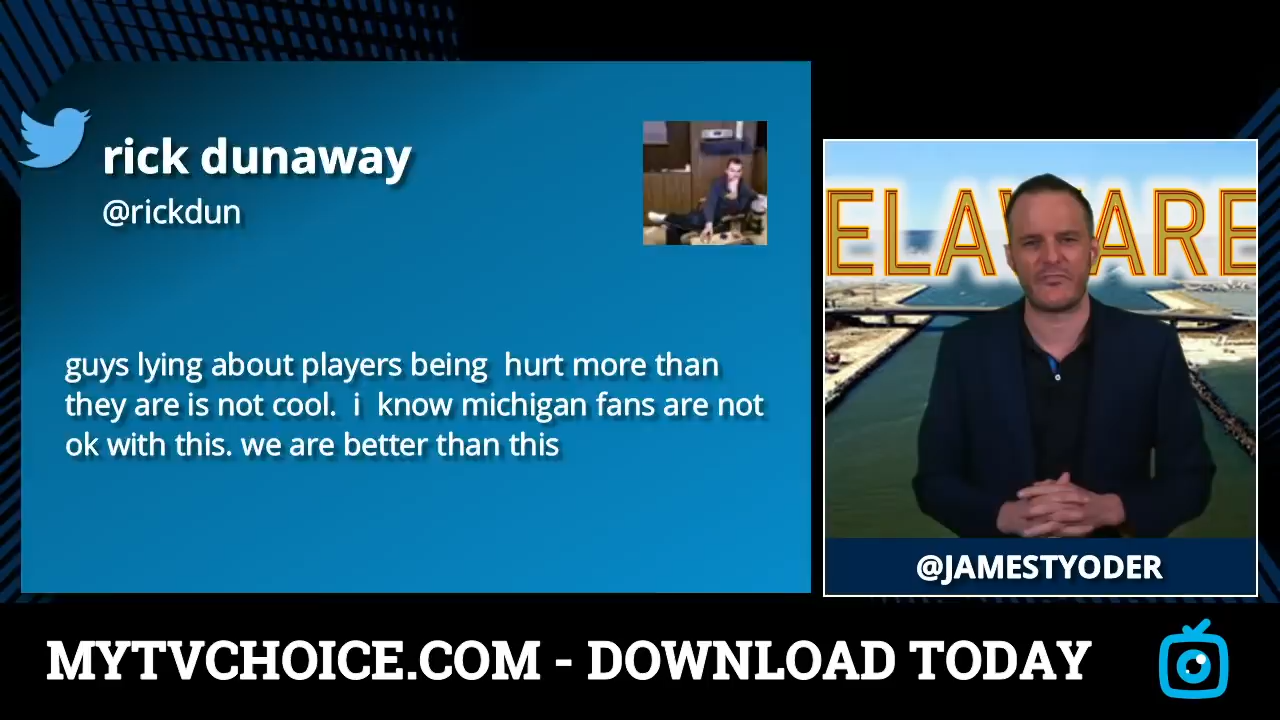 rick dunaway
@rickdun
guys lying about players being  hurt more than
they are is not cool.  i  know michigan fans are not
ok with this. we are better than this
ELAWARE
@JAMESTYODER
MYTVCHOICE.COM - DOWNLOAD TODAY